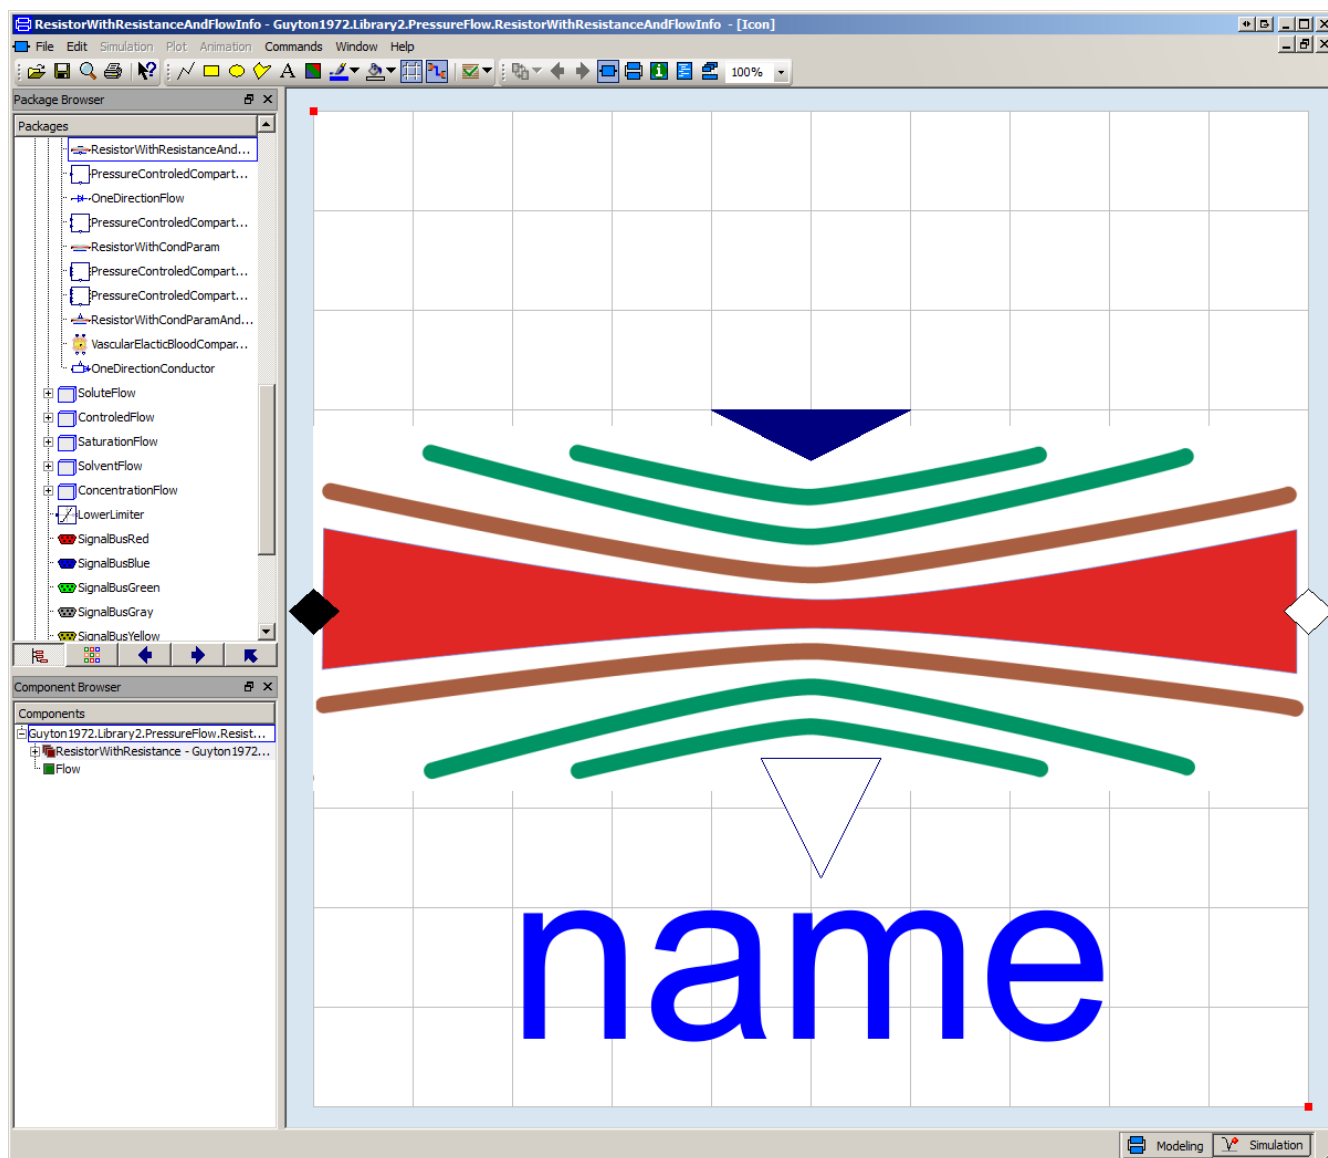 ResistorWithResistanceAndFlowInfo - Guyton1972.Library2.PressureFlow.ResistorWithResistanceAndFlowInfo - [Icon]
File Edit Simulation Plot Animation Commands Window Help
A 100%
Package Browser
Packages
ResistorWithResistanceAnd...
PressureControledCompart...
OneDirectionFlow
PressureControledCompart...
ResistorWithCondParam
PressureControledCompart...
PressureControledCompart...
ResistorWithCondParamAnd...
VascularElacticBloodCompar...
OneDirectionConductor
SoluteFlow
ControledFlow
SaturationFlow
SolventFlow
ConcentrationFlow
LowerLimiter
SignalBusRed
SignalBusBlue
SignalBusGreen
SignalBusGray
SignalBusYellow
Component Browser
Components
Guyton1972.Library2.PressureFlow.Resist...
ResistorWithResistance - Guyton1972...
Flow
name
Modeling Simulation